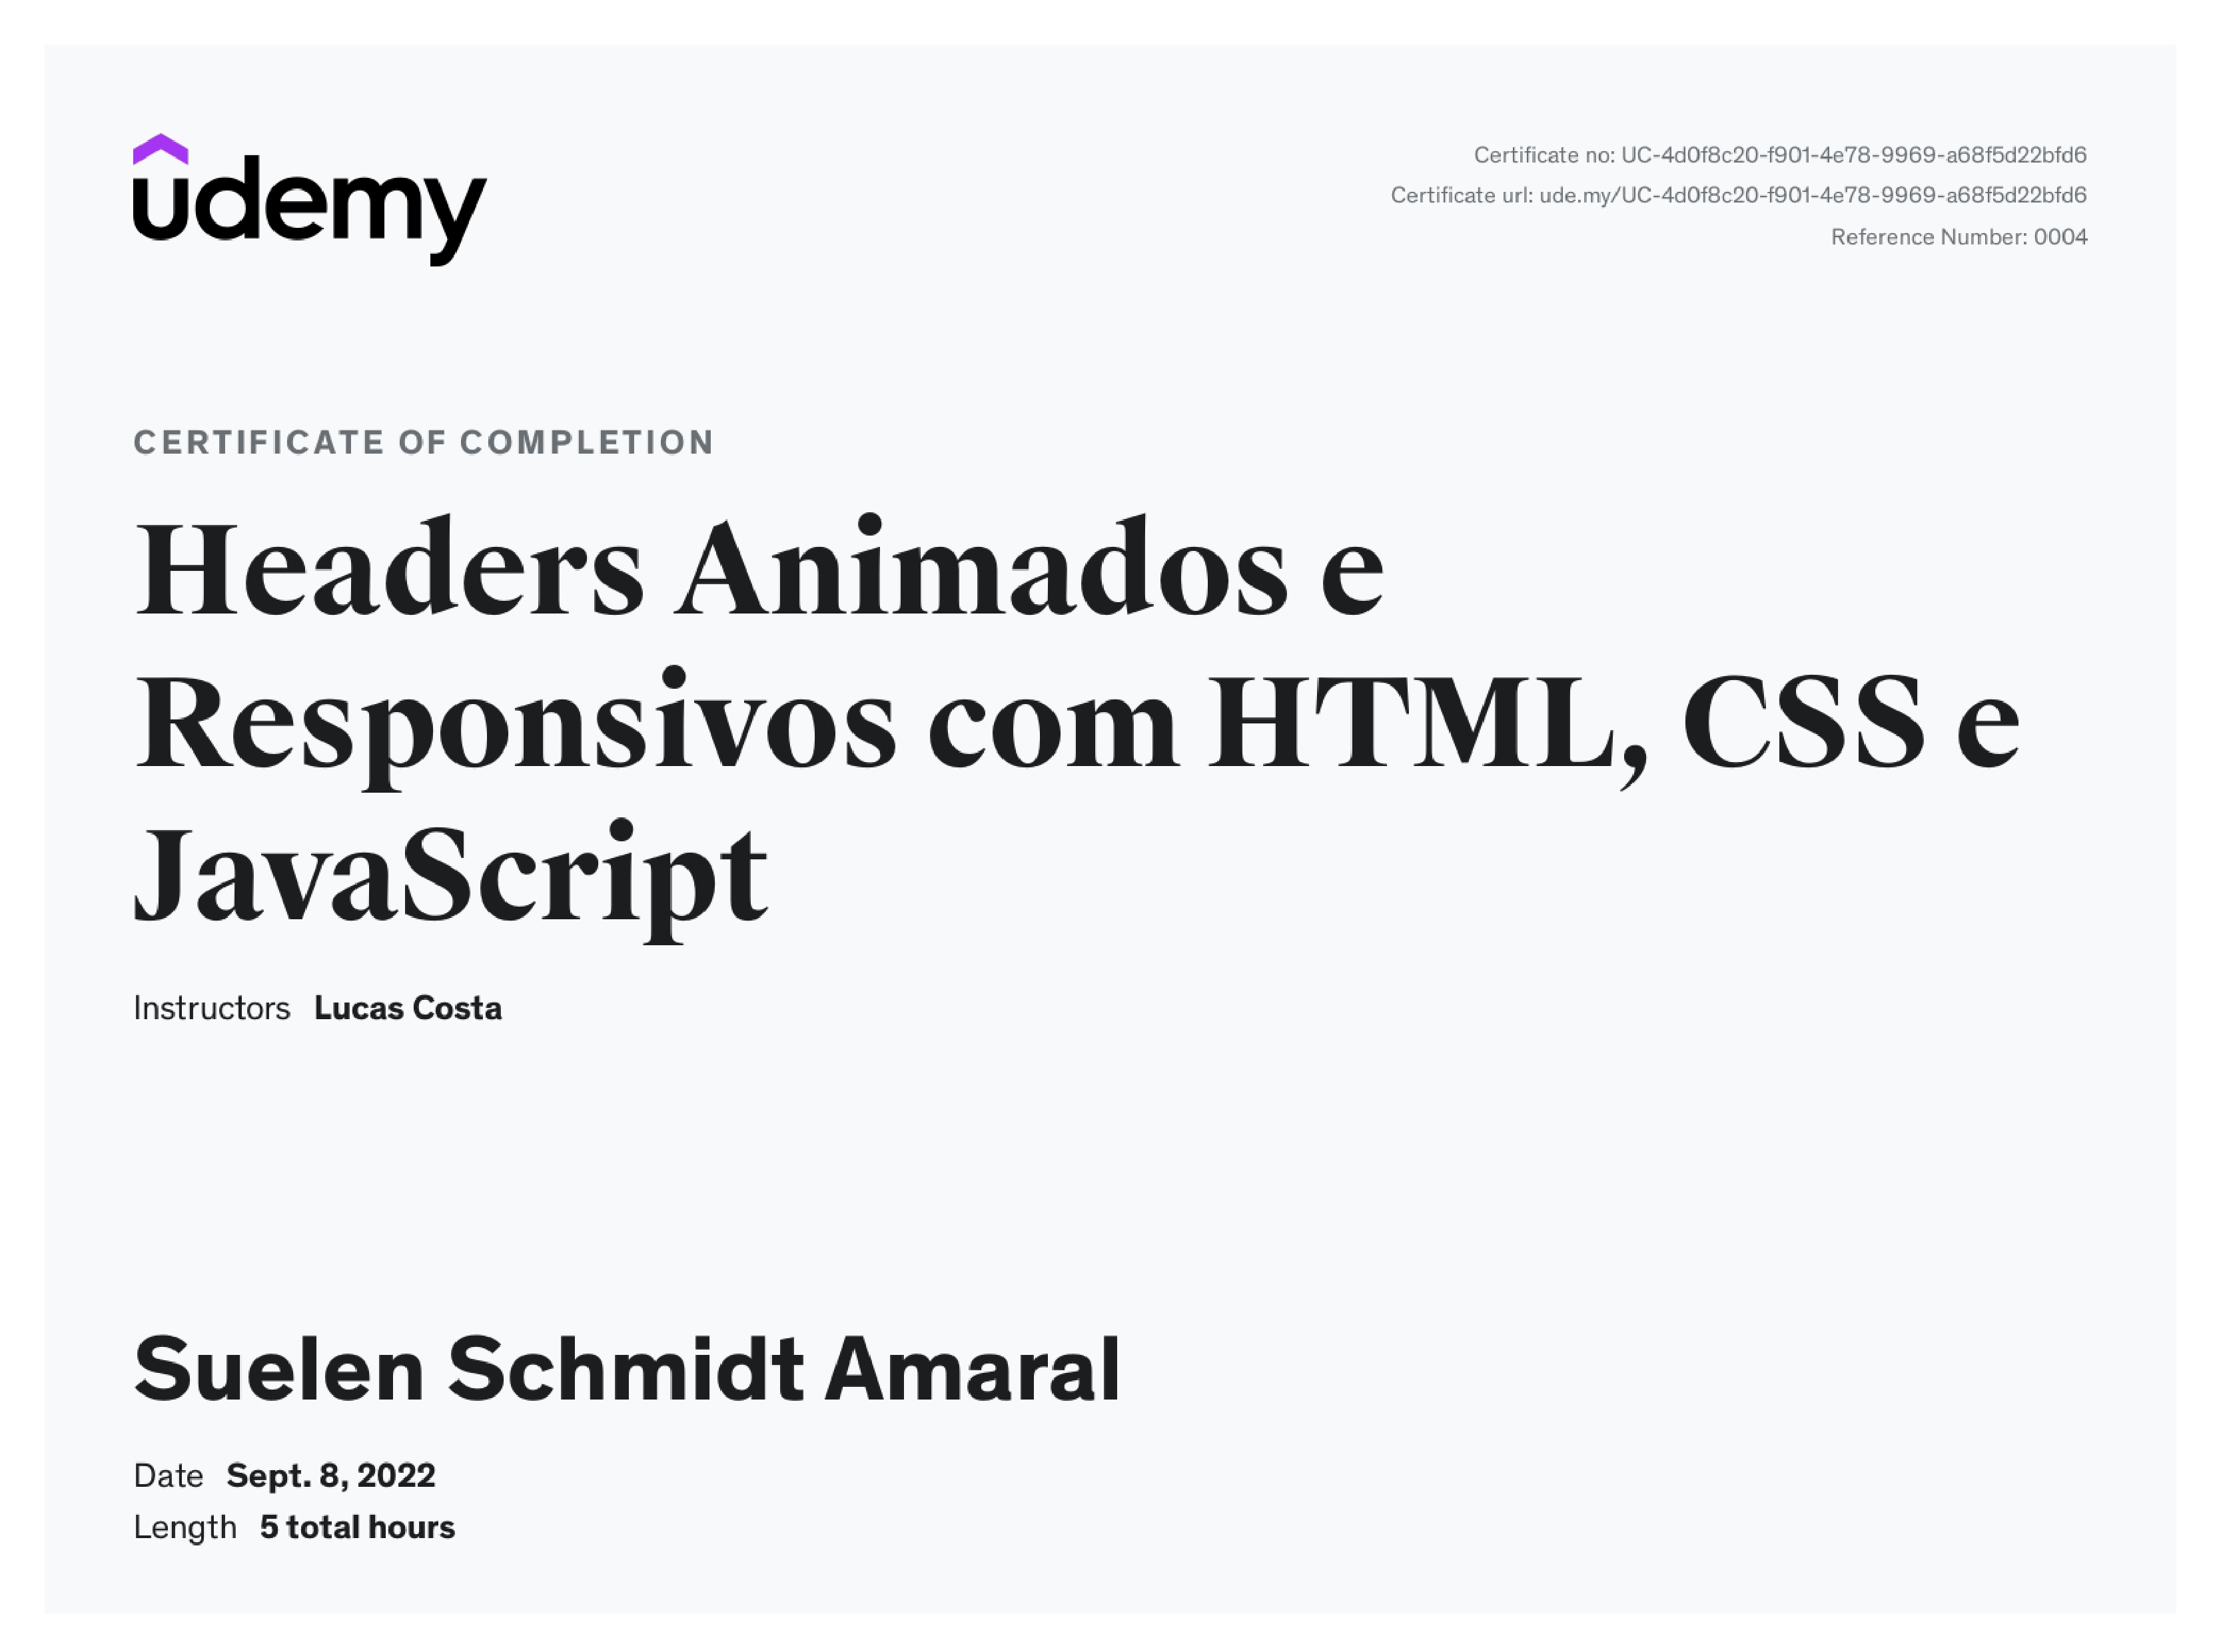 udemy
Certificate no: UC-4d0f8c20-f901-4e78-9969-a68f5d22bfd6
Certificate url: ude.my/UC-4d0f8c20-f901-4e78-9969-a68f5d22bfd6
Reference Number: 0004
CERTIFICATE OF COMPLETION
Headers Animados e
Responsivos com HTML, CSS e
JavaScript
Instructors Lucas Costa
Suelen Schmidt Amaral
Date Sept. 8, 2022
Length 5 total hours